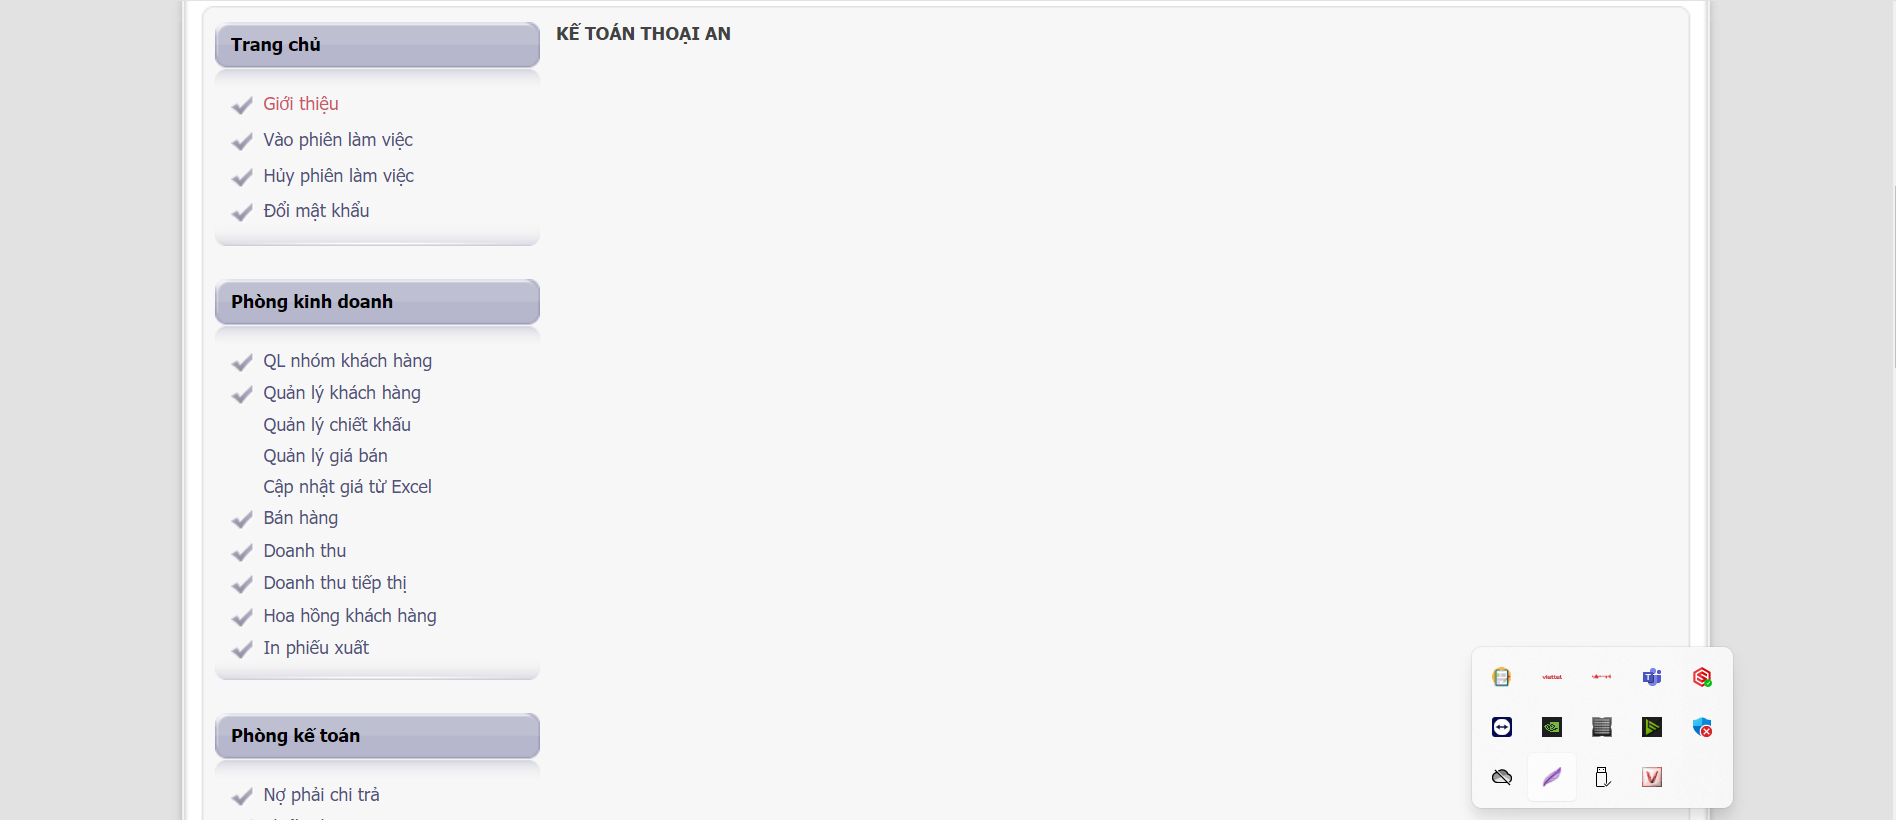 Trang chủ
Giới thiệu
Vào phiên làm việc
Hủy phiên làm việc
Đổi mật khẩu
Phòng kinh doanh
QL nhóm khách hàng
Quản lý khách hàng
Quản lý chiết khấu
Quản lý giá bán
Cập nhật giá từ Excel
Bán hàng
Doanh thu
Doanh thu tiếp thị
Hoa hồng khách hàng
In phiếu xuất
Phòng kế toán
Nợ phải chi trả
KẾ TOÁN THOẠI AN
viettel